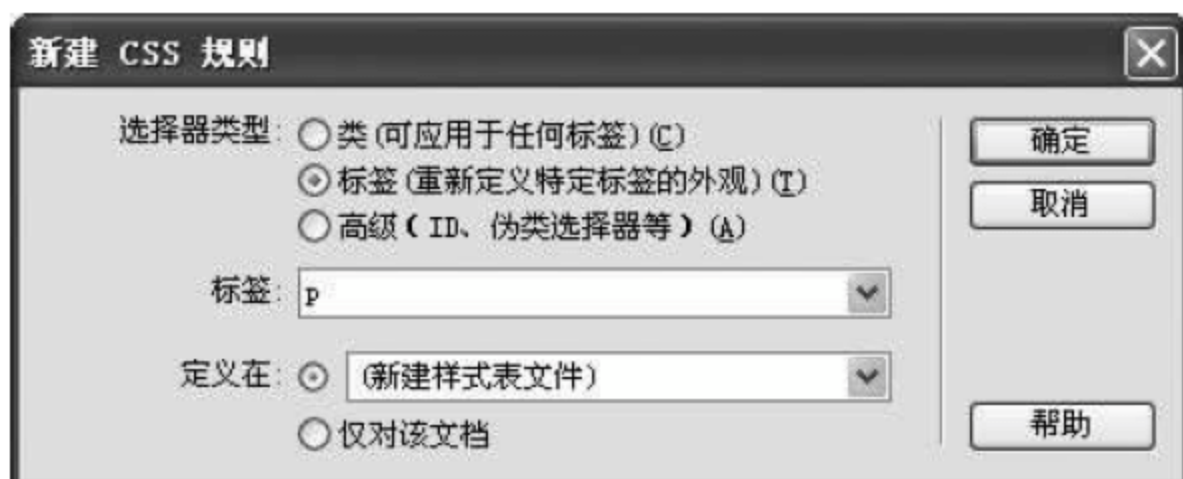 新建 CSS 规则
选择器类型: 类(可应用于任何标签)(C)
标签(重新定义特定标签的外观)(T)
高级(ID、伪类选择器等)(A)
标签: p
定义在: (新建样式表文件)
仅对该文档
确定
取消
帮助